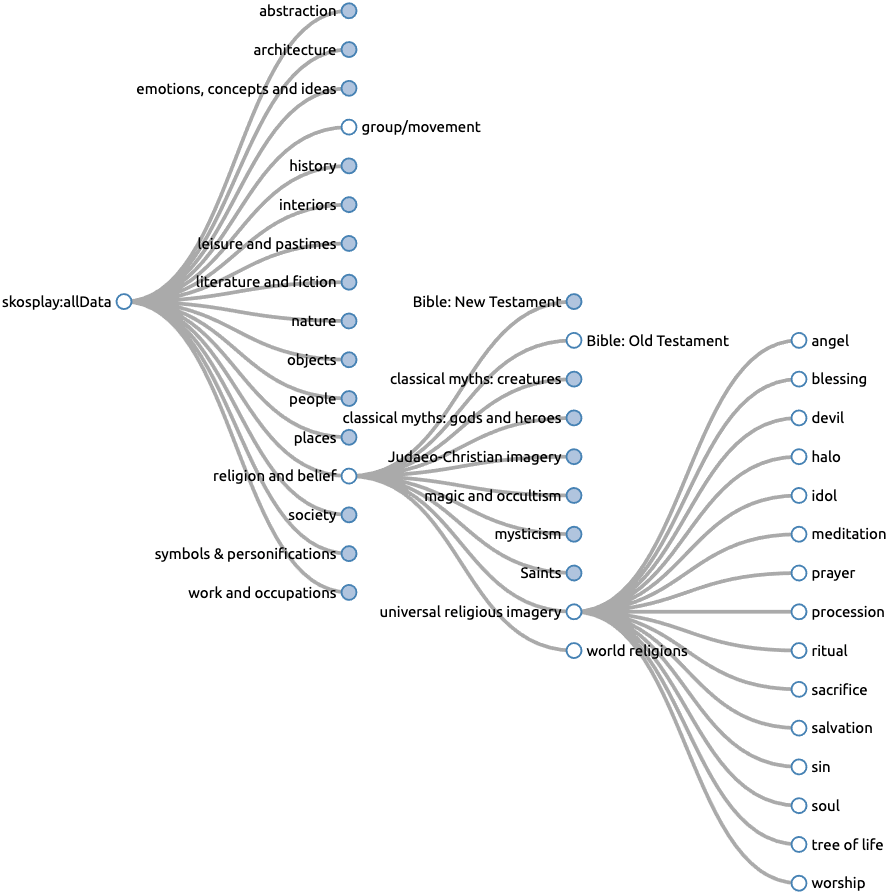 abstraction
architecture
emotions, concepts and ideas
group/movement
history
interiors
leisure and pastimes
literature and fiction
skosplay:allData
nature
objects
people
places
religion and belief
society
symbols & personifications
work and occupations
Bible: New Testament
Bible: Old Testament
classical myths: creatures
classical myths: gods and heroes
Judaeo-Christian imagery
magic and occultism
mysticism
Saints
universal religious imagery
world religions
angel
blessing
devil
halo
idol
meditation
prayer
procession
ritual
sacrifice
salvation
sin
soul
tree of life
worship